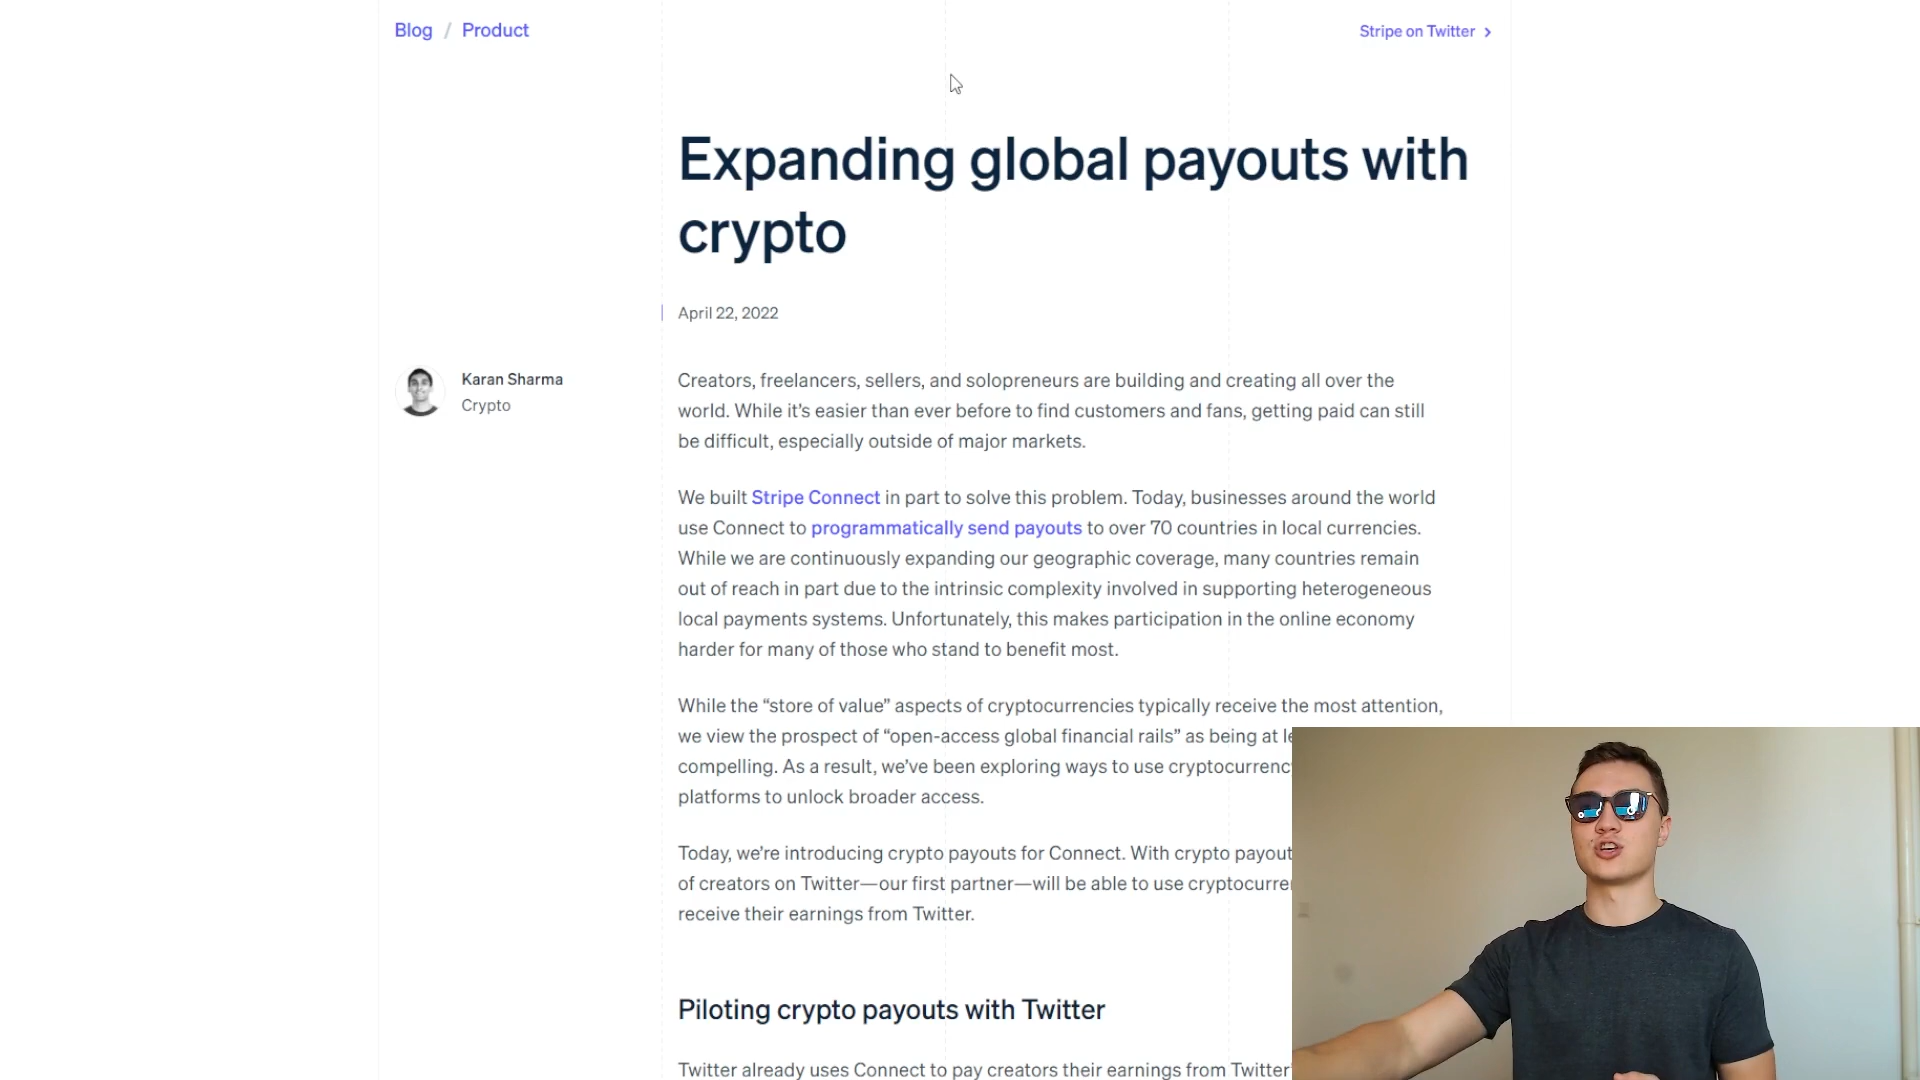 Blog / Product
Stripe on Twitter
Expanding global payouts with
crypto
April 22, 2022
Karan Sharma
Crypto
Creators, freelancers, sellers, and solopreneurs are building and creating all over the
world. While it's easier than ever before to find customers and fans, getting paid can still
be difficult, especially outside of major markets.
We built Stripe Connect in part to solve this problem. Today, businesses around the world
use Connect to programmatically send payouts to over 70 countries in local currencies.
While we are continuously expanding our geographic coverage, many countries remain
out of reach in part due to the intrinsic complexity involved in supporting heterogeneous
local payments systems. Unfortunately, this makes participation in the online economy
harder for many of those who stand to benefit most.
While the “store of value” aspects of cryptocurrencies typically receive the most attention,
we view the prospect of “open-access global financial rails” as being at
compelling. As a result, we've been exploring ways to use
platforms to unlock broader access.
Today, we're introducing crypto payouts for Connect. With crypto
of creators on Twitter—our first partner—will be able to use
receive their earnings from Twitter.
Piloting crypto payouts with Twitter
Twitter already uses Connect to pay creators their earnings from